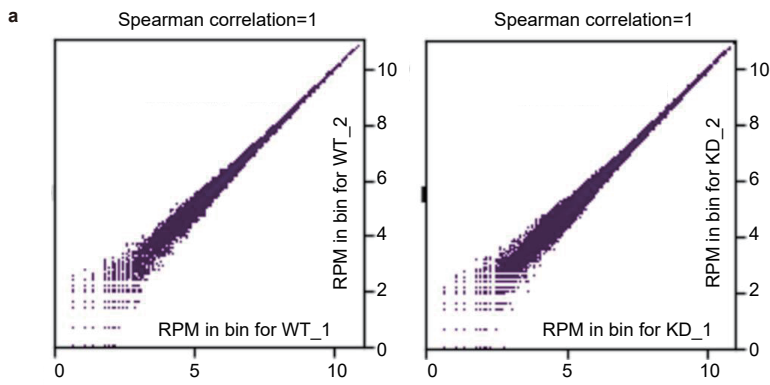 a
Spearman correlation=1
Spearman correlation=1
10
8
6
4
2
0
RPM in bin for WT_2
RPM in bin for WT_1
0
5
10
10
8
6
4
2
0
RPM in bin for KD_2
RPM in bin for KD_1
0
5
10